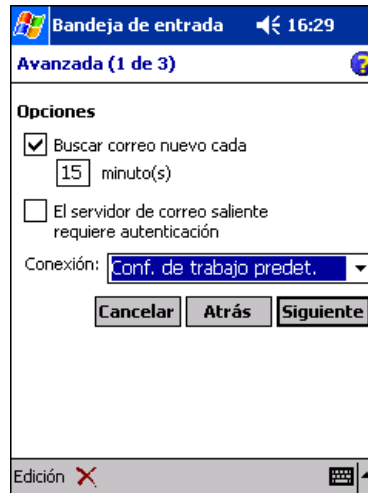 Bandeja de entrada 16:29
Avanzada (1 de 3) ?
Opciones
Buscar correo nuevo cada
15 minuto(s)
El servidor de correo saliente
requiere autenticación
Conexión: Conf. de trabajo predet.
Cancelar Atrás Siguiente
Edición